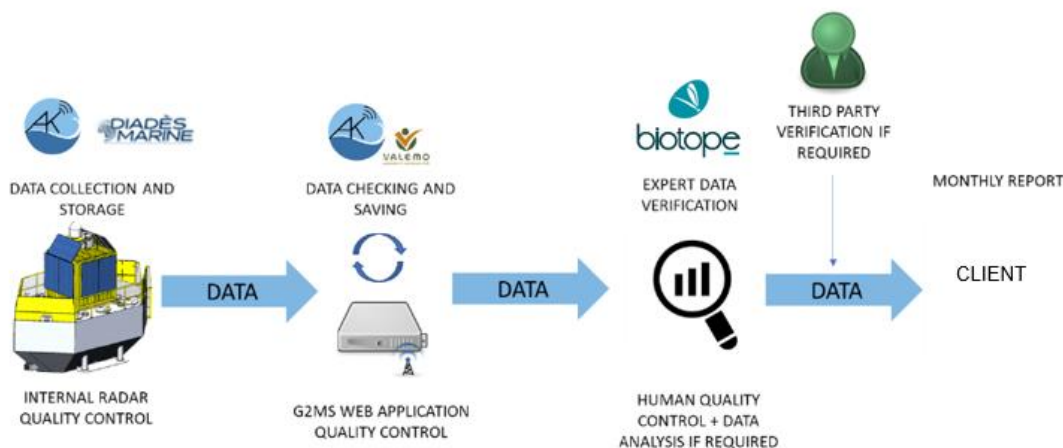 AK
DIADÈS
MARINE
DATA COLLECTION AND
STORAGE
DATA
INTERNAL RADAR
QUALITY CONTROL
AK
VALEMO
DATA CHECKING AND
SAVING
DATA
G2MS WEB APPLICATION
QUALITY CONTROL
biotope
EXPERT DATA
VERIFICATION
HUMAN QUALITY
CONTROL + DATA
ANALYSIS IF REQUIRED
THIRD PARTY
VERIFICATION IF
REQUIRED
DATA
MONTHLY REPORT
CLIENT